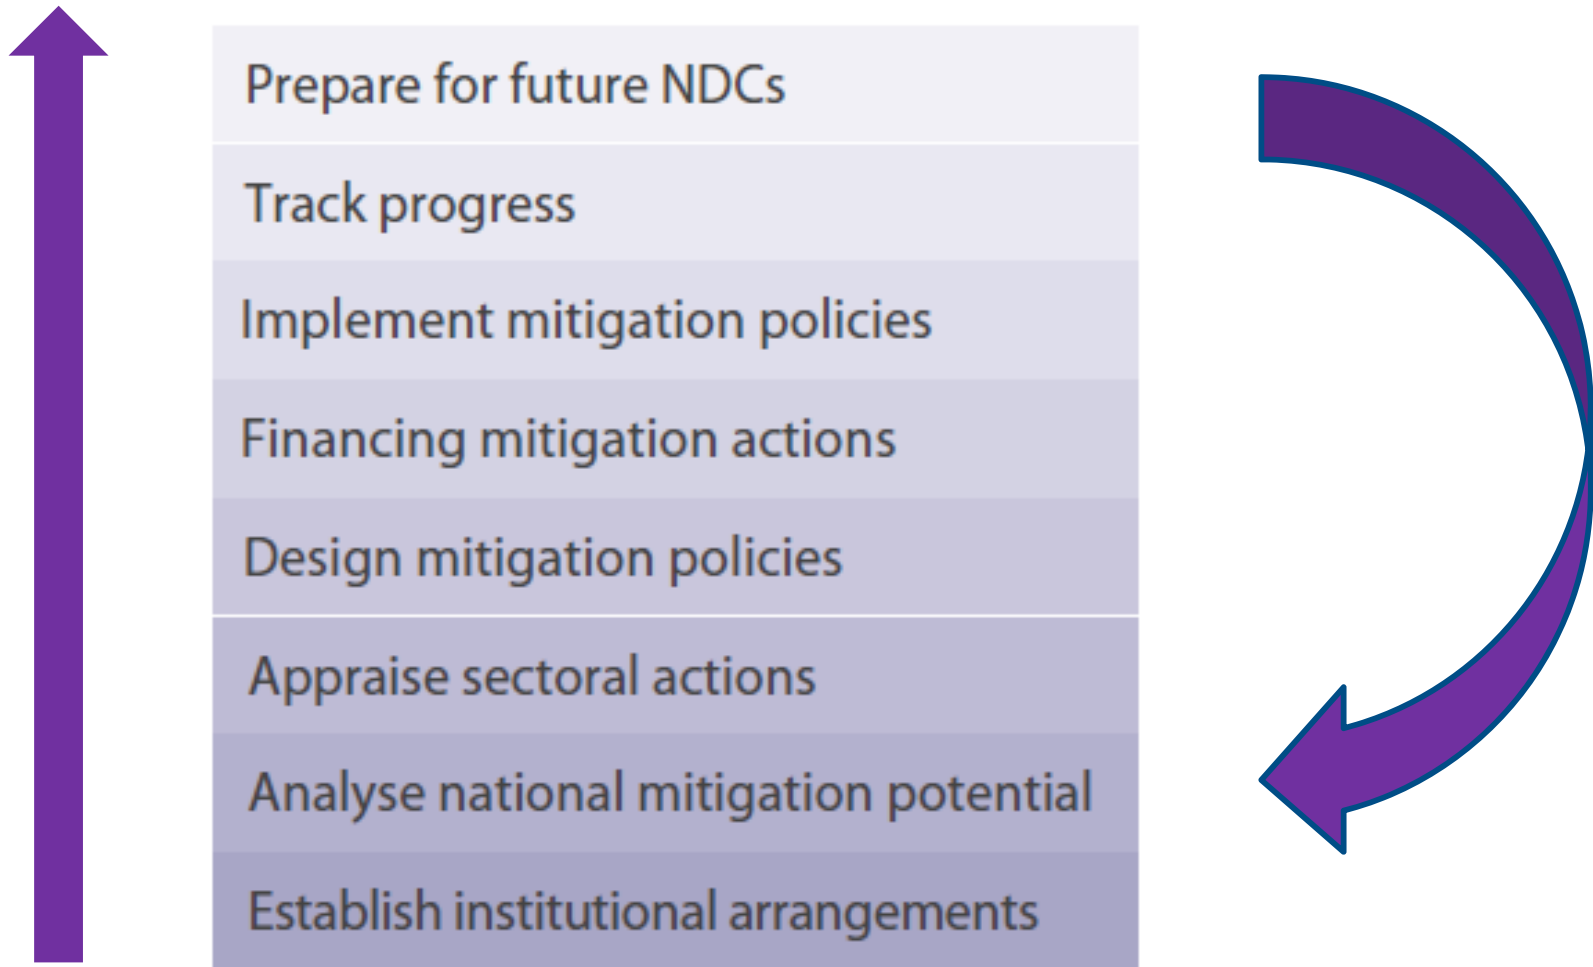 Prepare for future NDCs
Track progress
Implement mitigation policies
Financing mitigation actions
Design mitigation policies
Appraise sectoral actions
Analyse national mitigation potential
Establish institutional arrangements